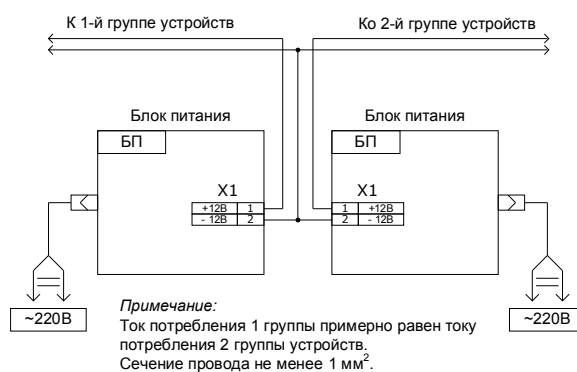 К 1-й группе устройств
Ко 2-й группе устройств
Блок питания
Блок питания
БП
БП
X1
X1
+12В 1
- 12В 2
1 +12В
2 - 12В
~220В
~220В
Примечание:
Ток потребления 1 группы примерно равен току
потребления 2 группы устройств.
Сечение провода не менее 1 мм².